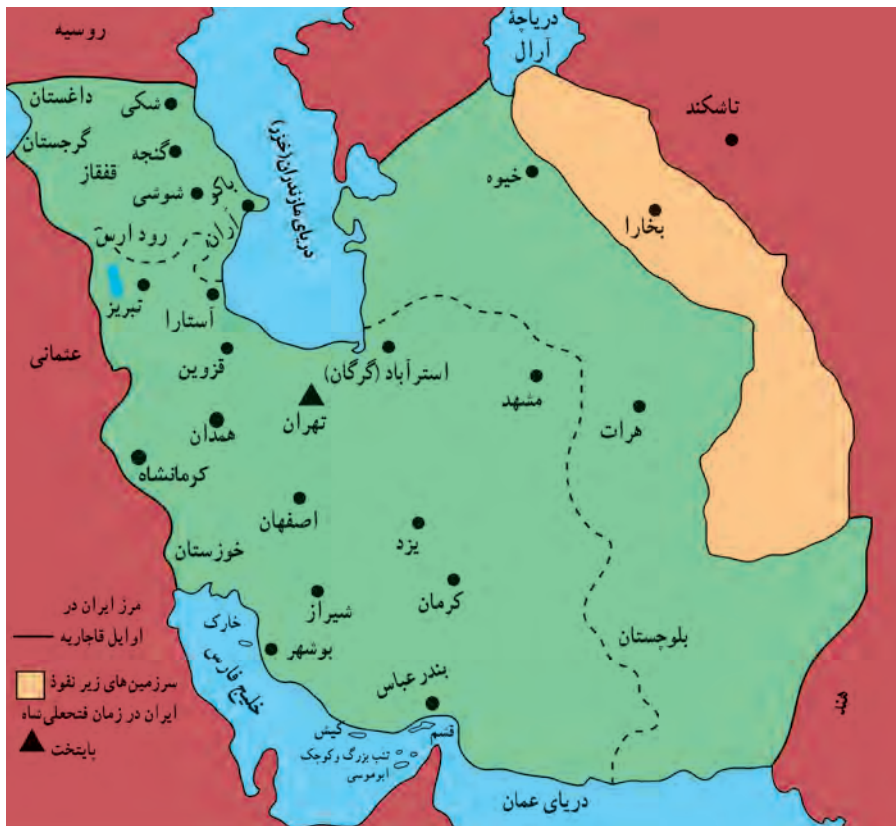 روسیه
دریاچهٔ
آرال
داغستان
شکی
تاشکند
گرجستان
گنجه
قفقاز
خیوه
شوشی
باکو
بخارا
دریای مازندران (خزر)
رود ارس
آران
تبریز
آستارا
عثمانی
قزوین
استرآباد (گرگان)
مشهد
تهران
هرات
همدان
کرمانشاه
اصفهان
یزد
خوزستان
کرمان
شیراز
بلوچستان
خارک
بوشهر
خلیج فارس
بندر عباس
قشم
کیش
تنب بزرگ و کوچک
ابوموسی
دریای عمان
هند
مرز ایران در
اوایل قاجاریه
سرزمین‌های زیر نفوذ
ایران در زمان فتحعلی‌شاه
پایتخت